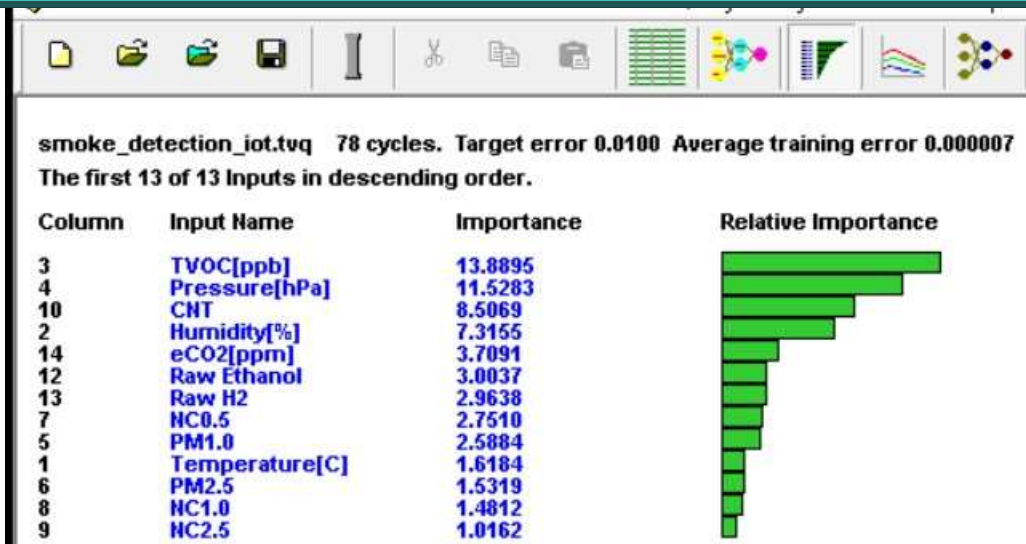 smoke_detection_iot.tvq 78 cycles. Target error 0.0100 Average training error 0.000007
The first 13 of 13 Inputs in descending order.
Column Input Name Importance Relative Importance
3 TVOC[ppb] 13.8895
4 Pressure[hPa] 11.5283
10 CNT 8.5069
2 Humidity[%] 7.3155
14 eCO2[ppm] 3.7091
12 Raw Ethanol 3.0037
13 Raw H2 2.9638
7 NC0.5 2.7510
5 PM1.0 2.5884
1 Temperature[C] 1.6184
6 PM2.5 1.5319
8 NC1.0 1.4812
9 NC2.5 1.0162